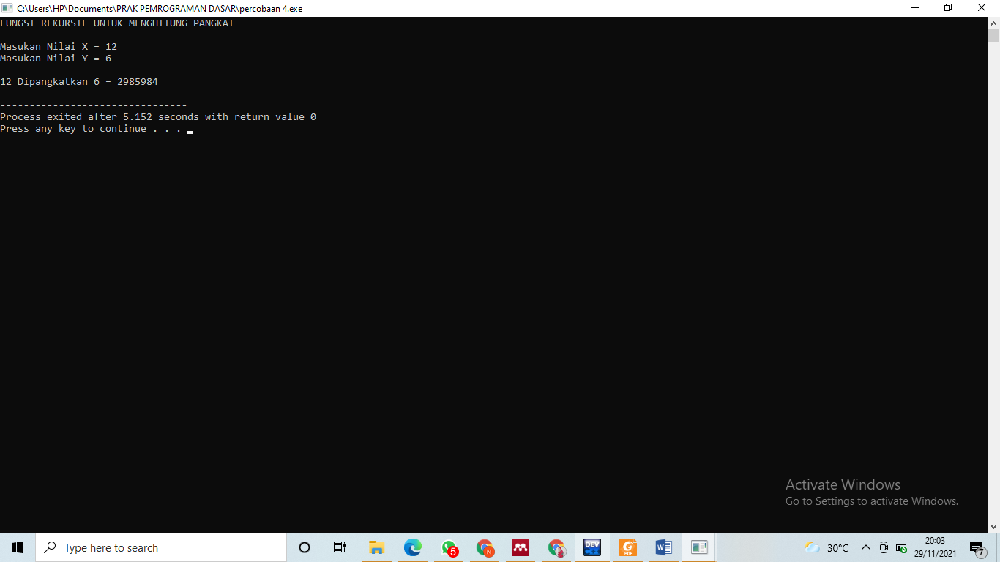 C:\Users\HP\Documents\PRAK PEMROGRAMAN DASAR\percobaan 4.exe
FUNGSI REKURSIF UNTUK MENGHITUNG PANGKAT
Masukan Nilai X = 12
Masukan Nilai Y = 6
12 Dipangkatkan 6 = 2985984
--------------------------------
Process exited after 5.152 seconds with return value 0
Press any key to continue . . .
Activate Windows
Go to Settings to activate Windows.
Type here to search
5
N
DEV
C++
PDF
30°C
20:03
29/11/2021
7